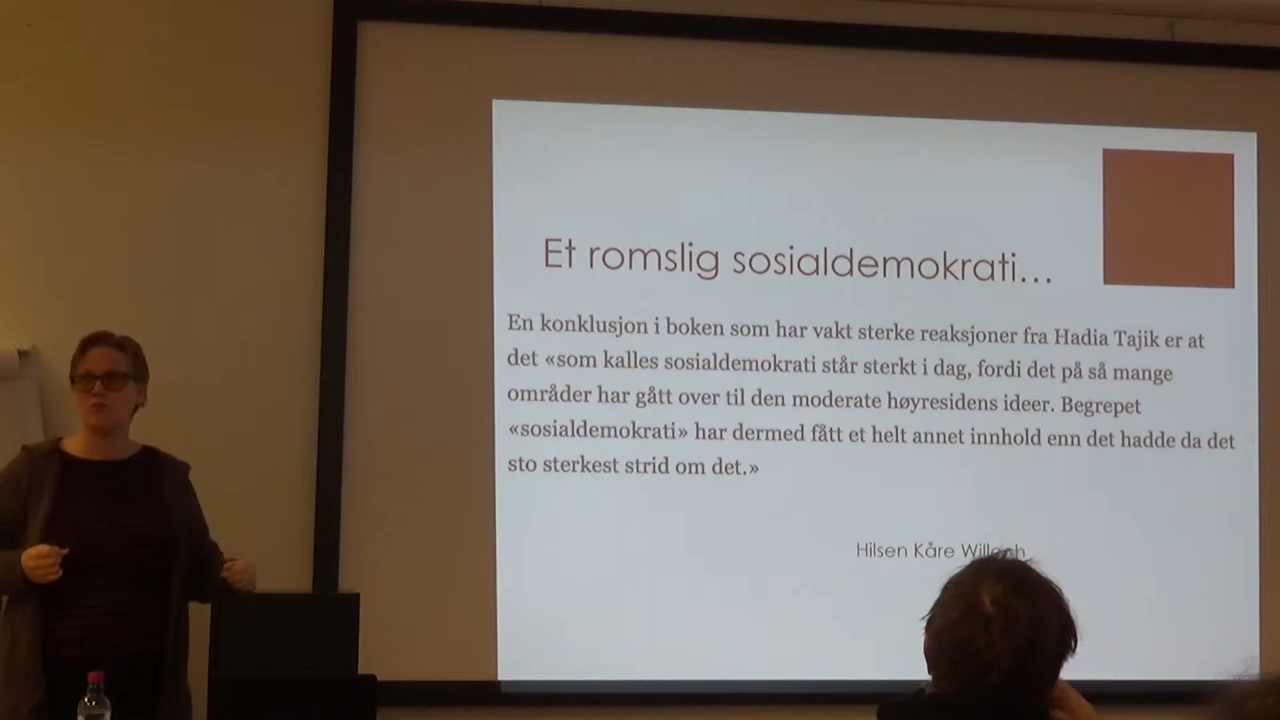 Et romslig sosialdemokrati...
En konklusjon i boken som har vakt sterke reaksjoner fra Hadia Tajik er at
det «som kalles sosialdemokrati står sterkt i dag, fordi det på så mange
områder har gått over til den moderate høyresidens ideer. Begrepet
«sosialdemokrati» har dermed fått et helt annet innhold enn det hadde da det
sto sterkest strid om det.»
Hilsen Kåre Willoch